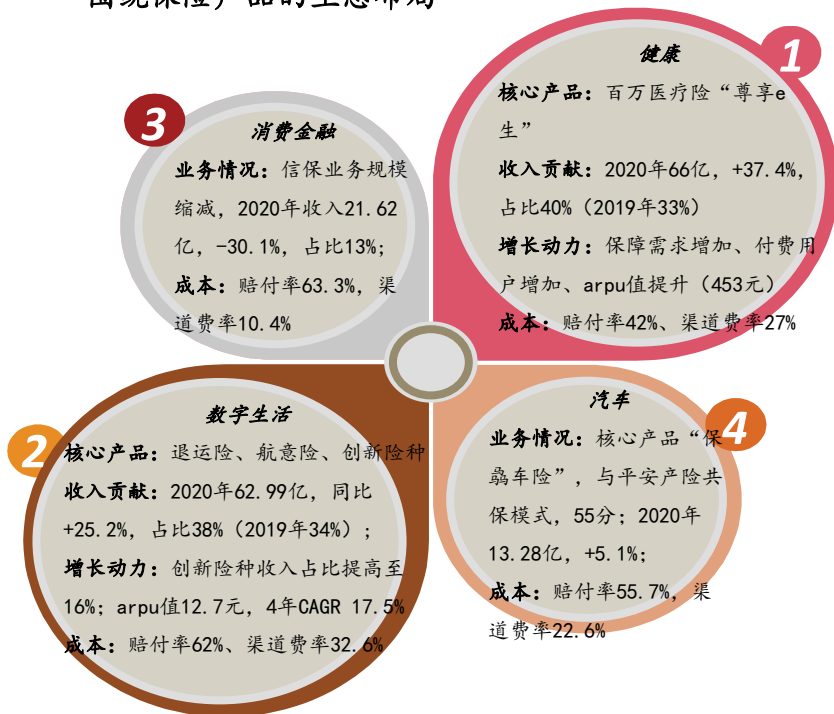 围绕保险产品的生态布局
1
健康
核心产品：百万医疗险“尊享e
生”
收入贡献：2020年66亿，+37.4%，
占比40%（2019年33%）
增长动力：保障需求增加、付费用
户增加、arpu值提升（453元）
成本：赔付率42%、渠道费率27%
2
数字生活
核心产品：退运险、航意险、创新险种
收入贡献：2020年62.99亿，同比
+25.2%，占比38%（2019年34%）；
增长动力：创新险种收入占比提高至
16%；arpu值12.7元，4年CAGR 17.5%
成本：赔付率62%、渠道费率32.6%
3
消费金融
业务情况：信保业务规模
缩减，2020年收入21.62
亿，-30.1%，占比13%；
成本：赔付率63.3%，渠
道费率10.4%
4
汽车
业务情况：核心产品“保
骉车险”，与平安产险共
保模式，55分；2020年
13.28亿，+5.1%；
成本：赔付率55.7%，渠
道费率22.6%